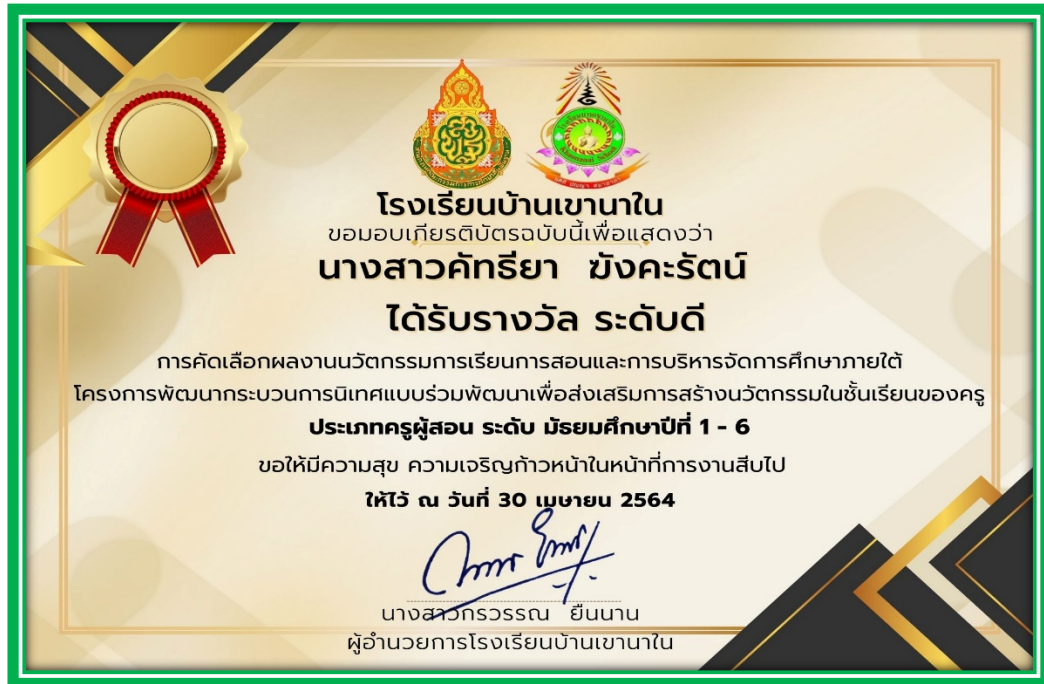 โรงเรียนบ้านเขานาใน
ขอมอบเกียรติบัตรฉบับนี้เพื่อแสดงว่า
นางสาวคัทธียา ฆังคะรัตน์
ได้รับรางวัล ระดับดี
การคัดเลือกผลงานนวัตกรรมการเรียนการสอนและการบริหารจัดการศึกษาภายใต้
โครงการพัฒนากระบวนการนิเทศแบบร่วมพัฒนาเพื่อส่งเสริมการสร้างนวัตกรรมในชั้นเรียนของครู
ประเภทครูผู้สอน ระดับ มัธยมศึกษาปีที่ 1 - 6
ขอให้มีความสุข ความเจริญก้าวหน้าในหน้าที่การงานสืบไป
ให้ไว้ ณ วันที่ 30 เมษายน 2564
นางสาวกรวรรณ ยืนนาน
ผู้อำนวยการโรงเรียนบ้านเขานาใน